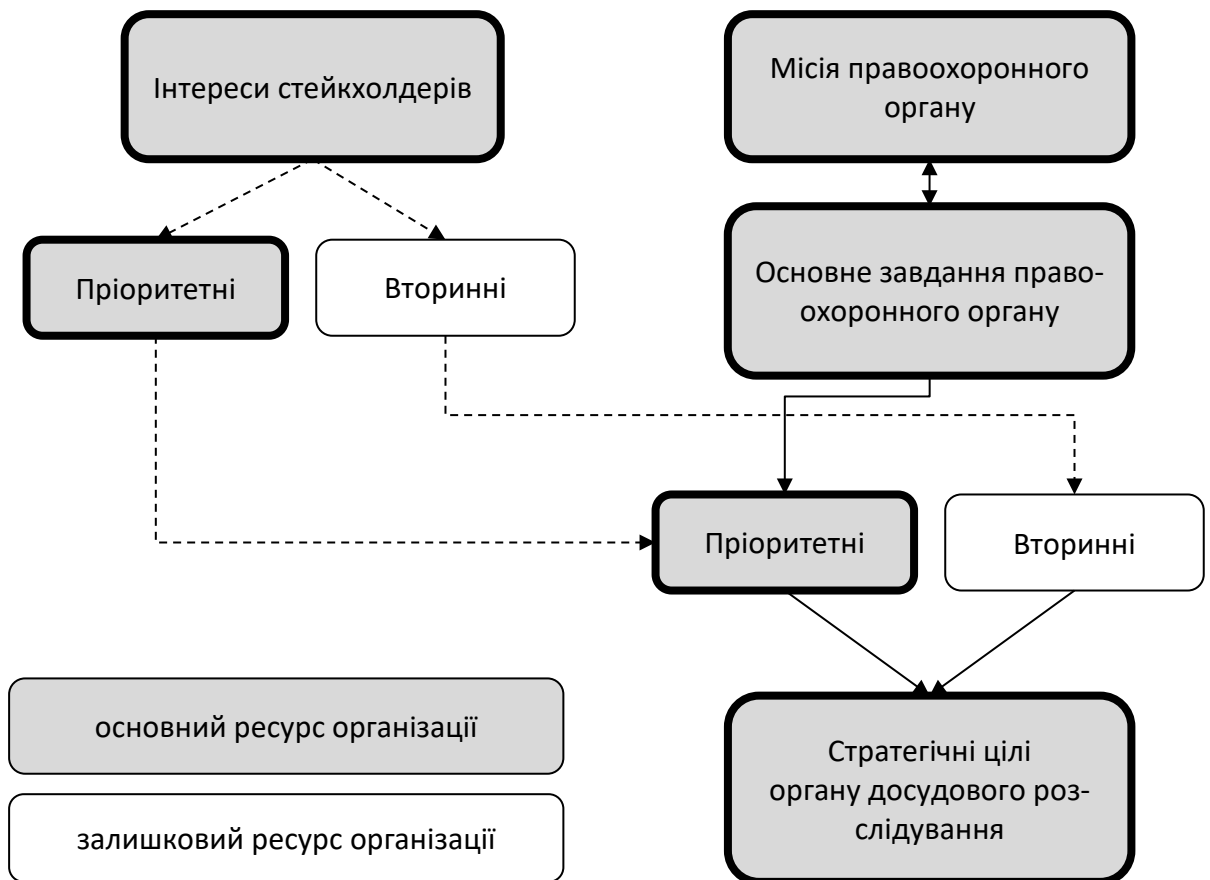 Інтереси стейкхолдерів
Місія правоохоронного
органу
Пріоритетні
Вторинні
Основне завдання право-
охоронного органу
Пріоритетні
Вторинні
основний ресурс організації
залишковий ресурс організації
Стратегічні цілі
органу досудового роз-
слідування